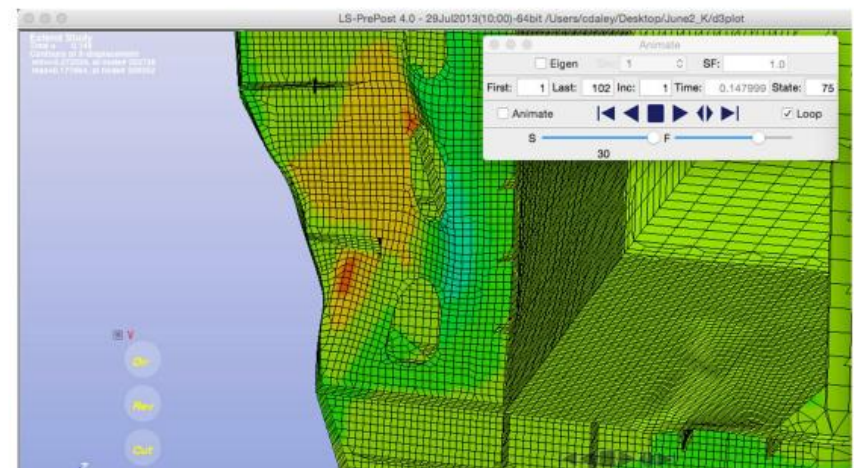 LS-PrePost 4.0 - 29Jul2013(10:00)-64bit /Users/cdaley/Desktop/June2_K/d3plot
Extend Study
Contours of X-displacement
Animate
Eigen 1 SF: 1.0
First: 1 Last: 102 Inc: 1 Time: 0.147999 State: 75
Animate Loop
S F
30
V
Rev
Cut
Z